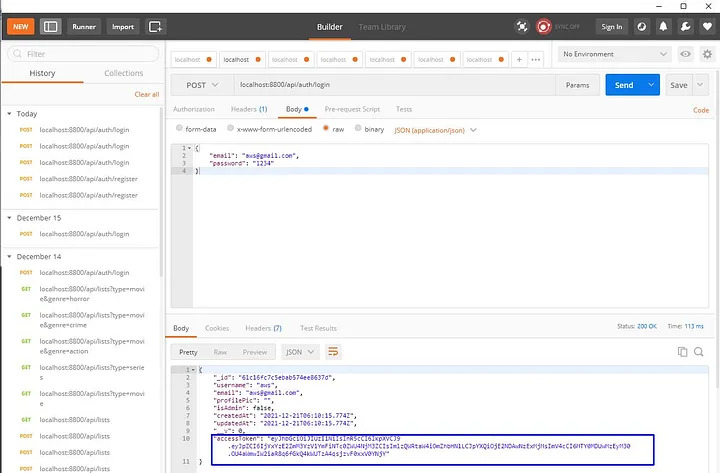 NEW
Runner
Import
Builder
Team Library
SYNC OFF
Sign In
Filter
History
Collections
Clear all
Today
POST localhost:8800/api/auth/login
POST localhost:8800/api/auth/login
POST localhost:8800/api/auth/login
POST localhost:8800/api/auth/register
POST localhost:8800/api/auth/register
December 15
POST localhost:8800/api/auth/login
December 14
POST localhost:8800/api/auth/login
GET localhost:8800/api/lists?type=movi
e&genre=horror
GET localhost:8800/api/lists?type=movi
e&genre=crime
GET localhost:8800/api/lists?type=movi
e&genre=action
GET localhost:8800/api/lists?type=serie
s
GET localhost:8800/api/lists?type=movi
e
GET localhost:8800/api/lists
POST localhost:8800/api/lists
POST localhost:8800/api/lists
POST localhost:8800/api/lists
localhost localhost localhost localhost localhost localhost localhost + •••
No Environment
POST localhost:8800/api/auth/login Params Send Save
Authorization Headers (1) Body Pre-request Script Tests Code
form-data x-www-form-urlencoded raw binary JSON (application/json)
1 {
2 "email": "aws@gmail.com",
3 "password": "1234"
4 }
Body Cookies Headers (7) Test Results Status: 200 OK Time: 113 ms
Pretty Raw Preview JSON
1 {
2 "_id": "61c16fc7c5ebab574ee8637d",
3 "username": "aws",
4 "email": "aws@gmail.com",
5 "profilePic": "",
6 "isAdmin": false,
7 "createdAt": "2021-12-21T06:10:15.774Z",
8 "updatedAt": "2021-12-21T06:10:15.774Z",
9 "__v": 0,
10 "accessToken":
11 }